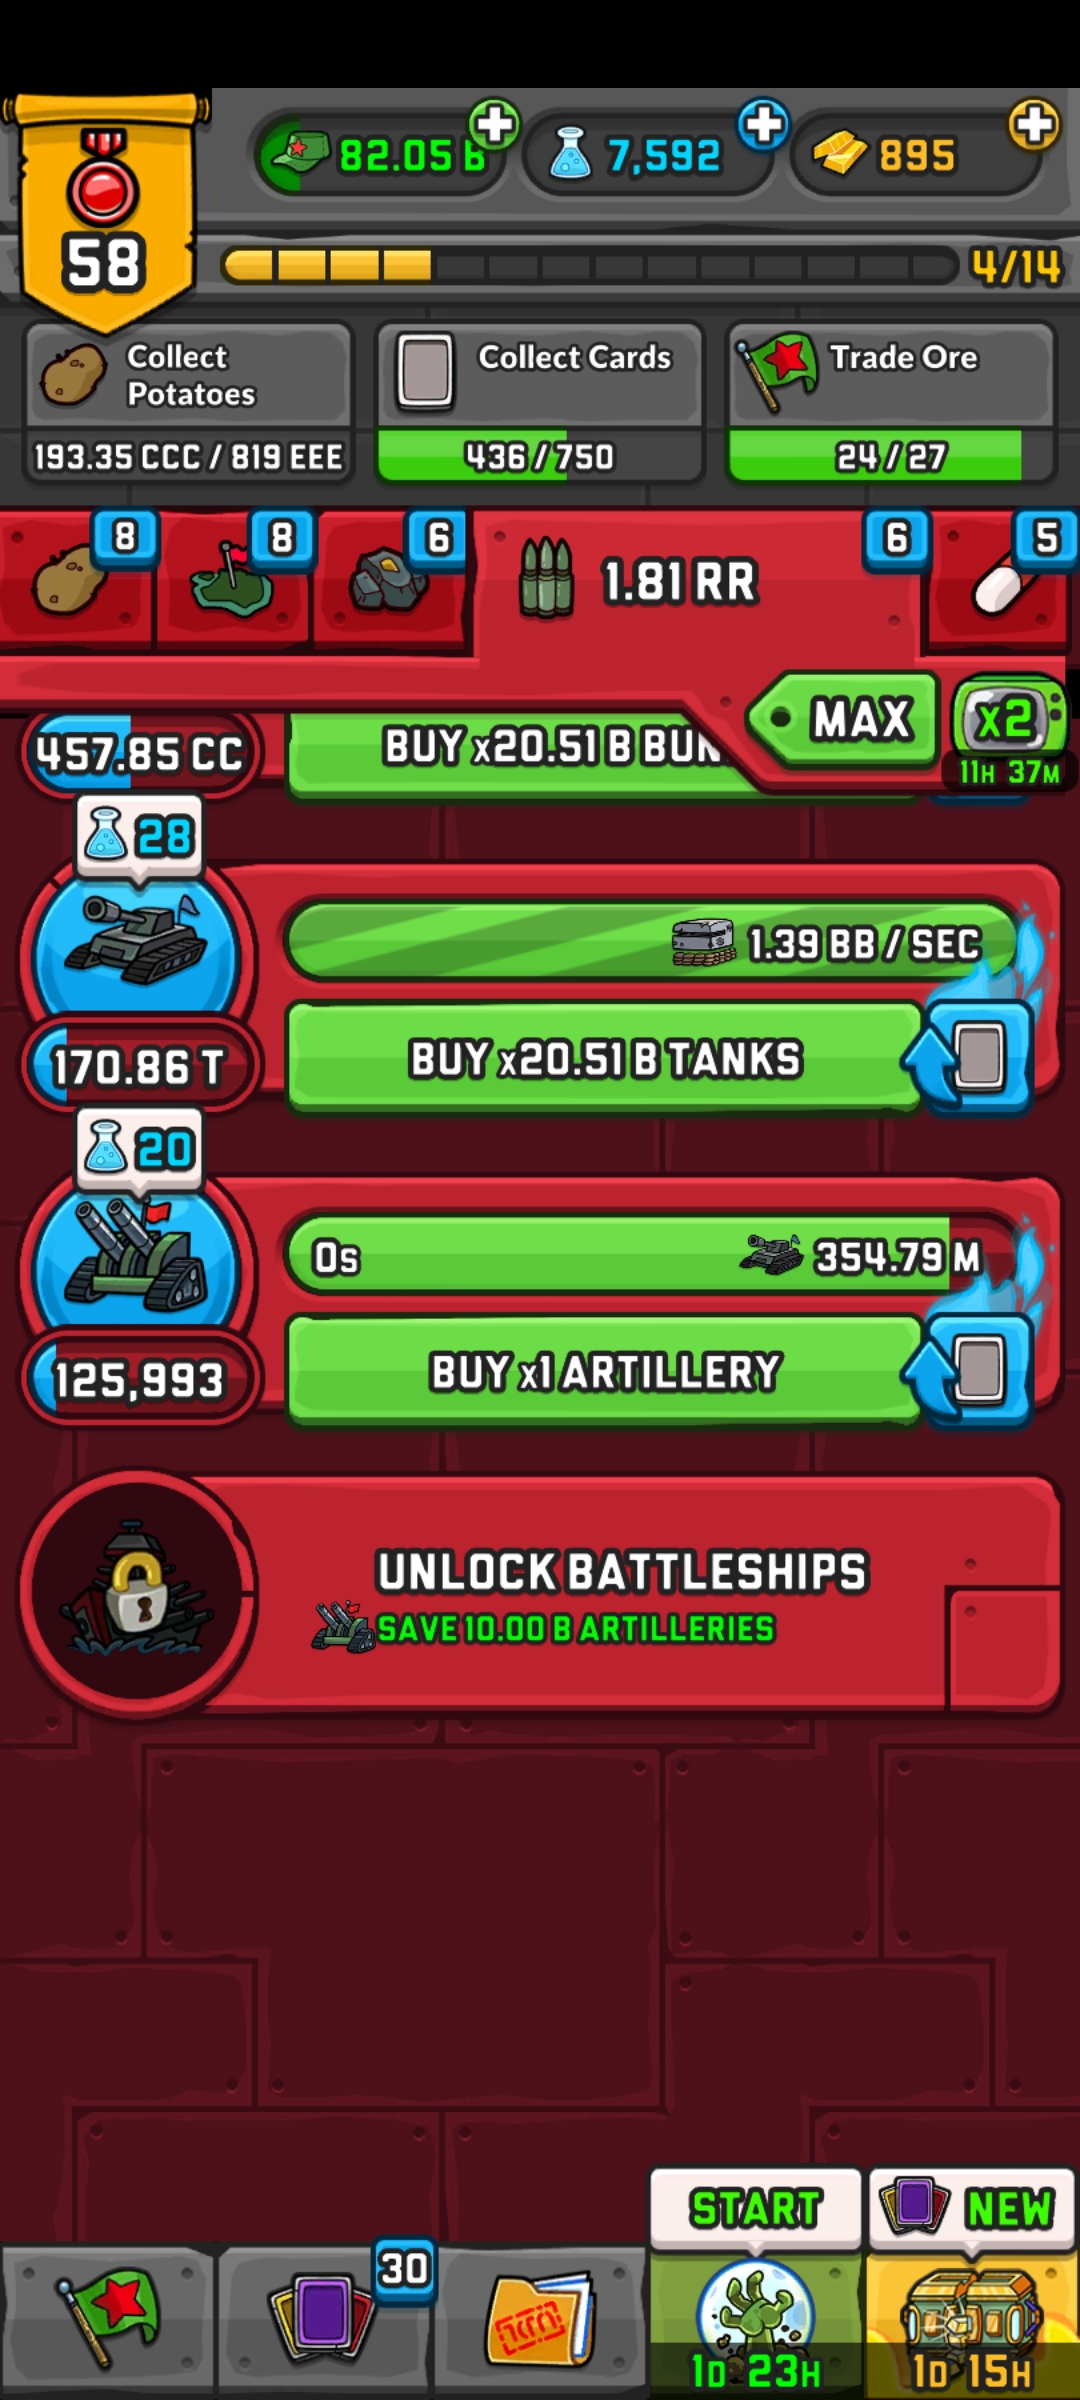 58
82.05 B
7,592
895
4/14
Collect Potatoes
193.35 CCC / 819 EEE
Collect Cards
436 / 750
Trade Ore
24 / 27
8
8
6
1.81 RR
6
5
MAX
x2
11H 37M
457.85 CC
BUY x20.51 B BUN
28
1.39 BB / SEC
170.86 T
BUY x20.51 B TANKS
20
0s
354.79 M
125,993
BUY x1 ARTILLERY
UNLOCK BATTLESHIPS
SAVE 10.00 B ARTILLERIES
START
NEW
30
1D 23H
1D 15H